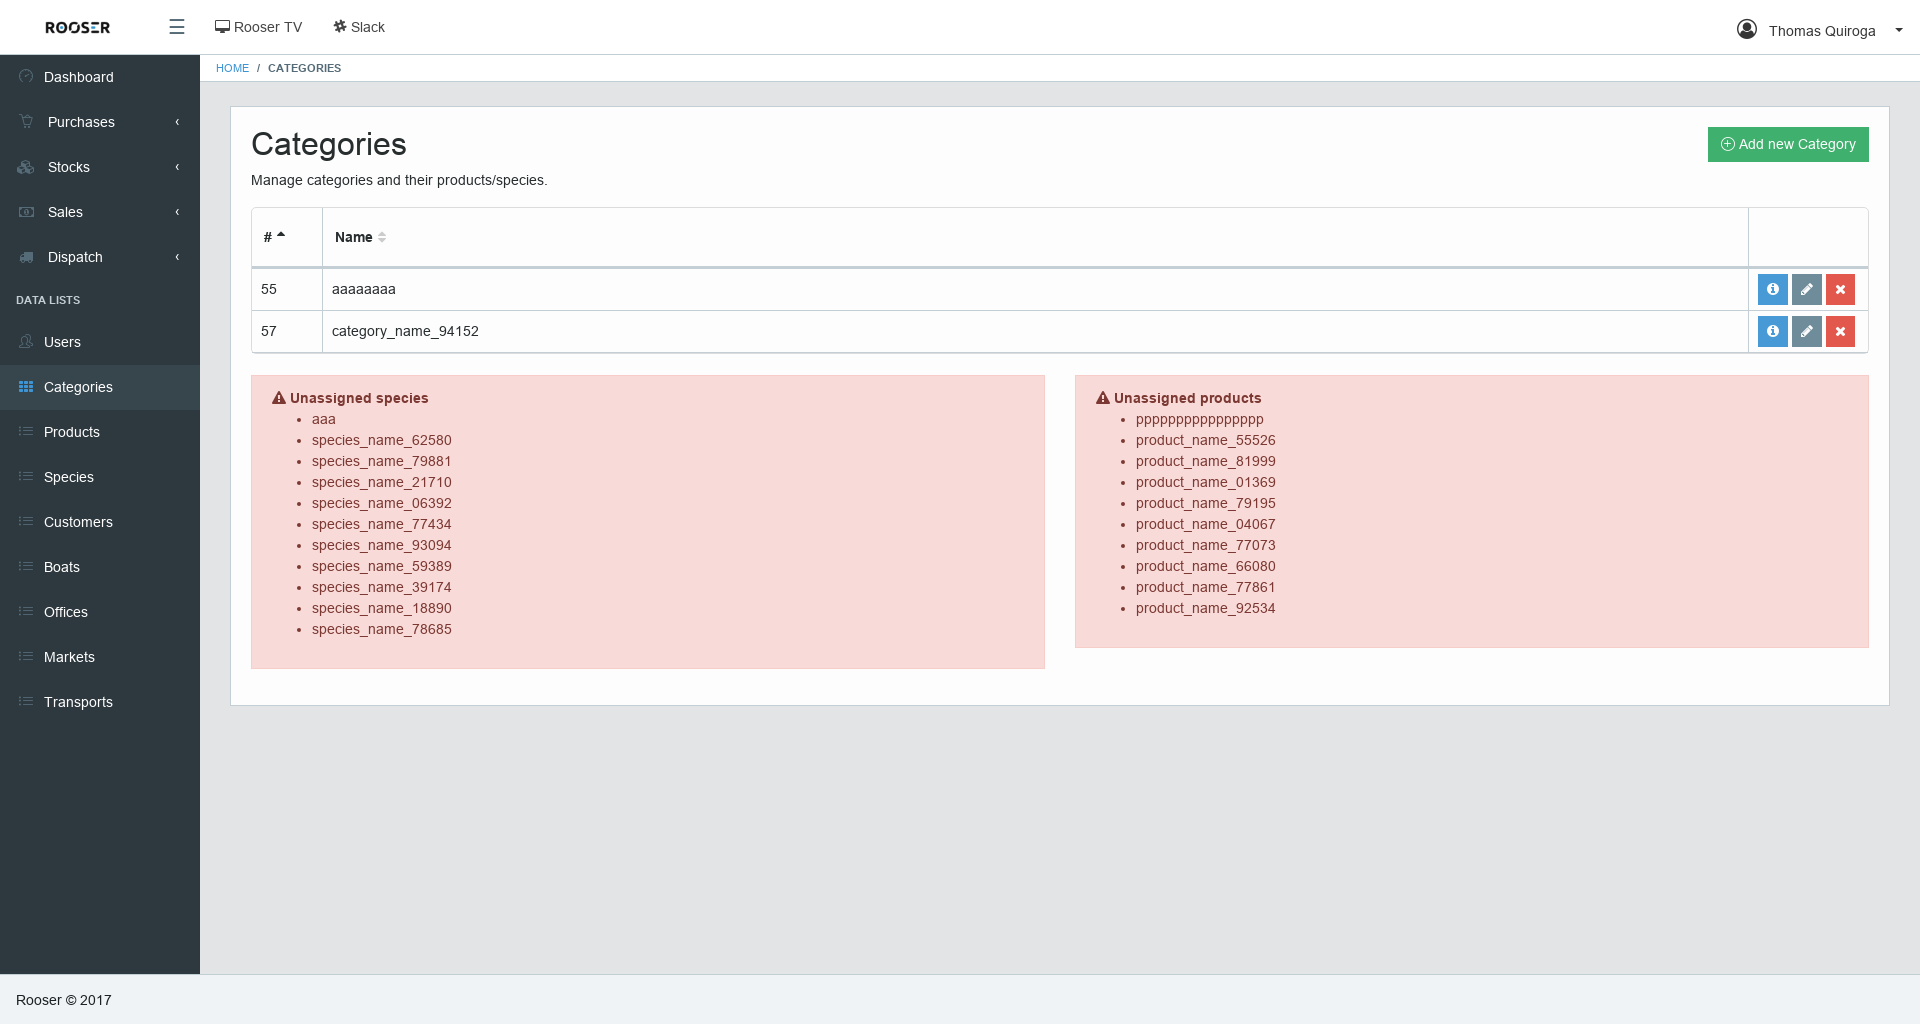 ROOSER
Rooser TV
Slack
Thomas Quiroga
HOME / CATEGORIES
Dashboard
Purchases
Stocks
Sales
Dispatch
DATA LISTS
Users
Categories
Products
Species
Customers
Boats
Offices
Markets
Transports
Categories
Add new Category
Manage categories and their products/species.
# Name
55 aaaaaaaa
57 category_name_94152
Unassigned species
• aaa
• species_name_62580
• species_name_79881
• species_name_21710
• species_name_06392
• species_name_77434
• species_name_93094
• species_name_59389
• species_name_39174
• species_name_18890
• species_name_78685
Unassigned products
• pppppppppppppppp
• product_name_55526
• product_name_81999
• product_name_01369
• product_name_79195
• product_name_04067
• product_name_77073
• product_name_66080
• product_name_77861
• product_name_92534
Rooser © 2017